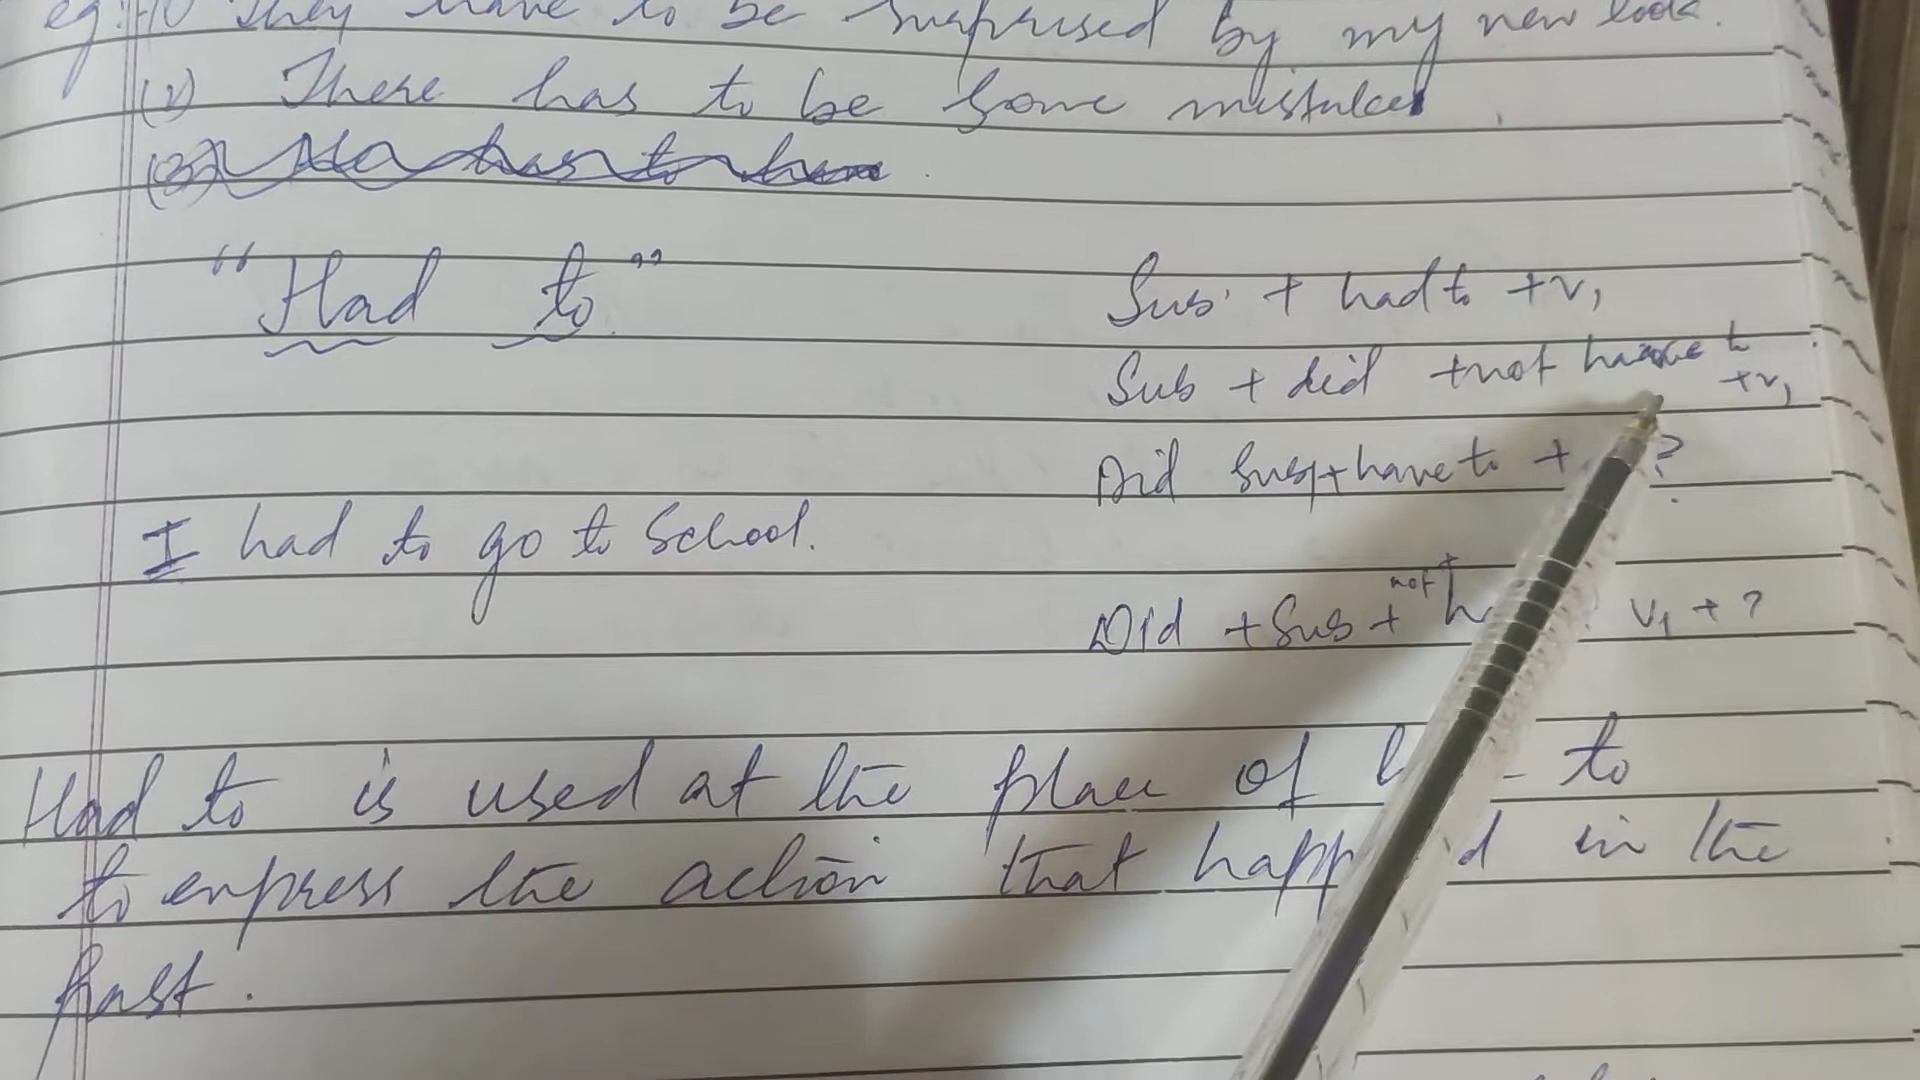 eg:-(1) They have to be surprised by my new look.
(2) There has to be some mistakes.
"Had to"
Sub + had to + v1
Sub + did + not have to + v1
Did Sub + have to + ?
I had to go to School.
Did + Sub + not + v1 + ?
Had to is used at the place of to
to express the action that happened in the
past.